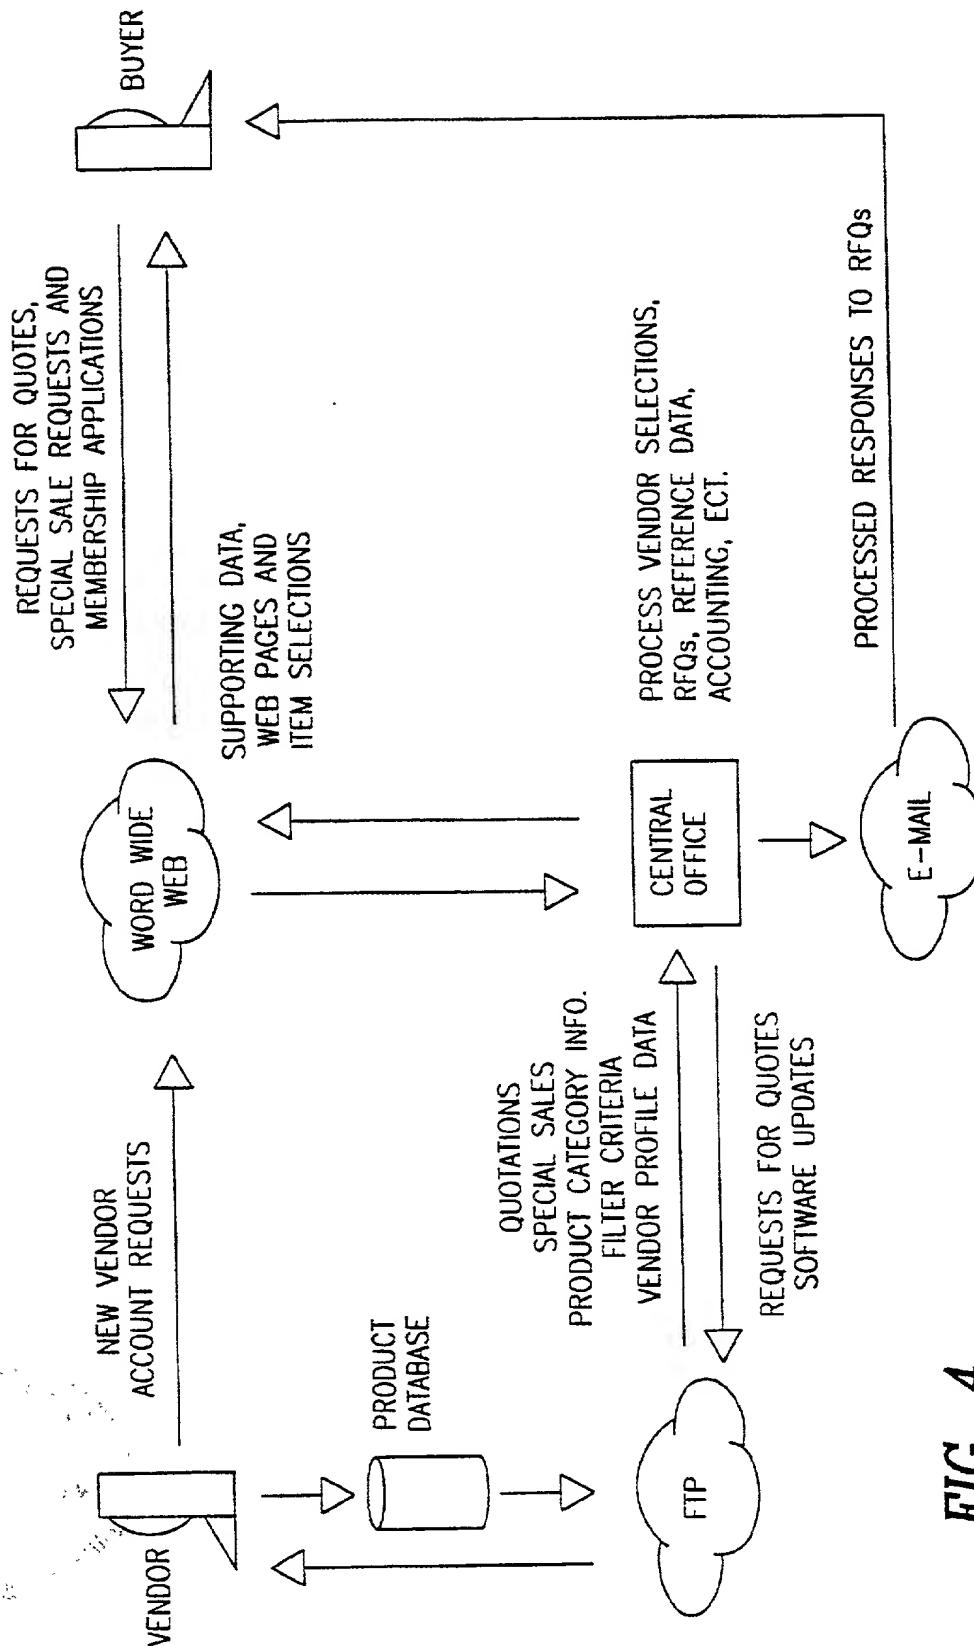 VENDOR
NEW VENDOR
ACCOUNT REQUESTS
WORD WIDE
WEB
REQUESTS FOR QUOTES,
SPECIAL SALE REQUESTS AND
MEMBERSHIP APPLICATIONS
BUYER
SUPPORTING DATA,
WEB PAGES AND
ITEM SELECTIONS
PRODUCT
DATABASE
FTP
QUOTATIONS
SPECIAL SALES
PRODUCT CATEGORY INFO.
FILTER CRITERIA
VENDOR PROFILE DATA
REQUESTS FOR QUOTES
SOFTWARE UPDATES
CENTRAL
OFFICE
PROCESS VENDOR SELECTIONS,
RFQs, REFERENCE DATA,
ACCOUNTING, ECT.
E-MAIL
PROCESSED RESPONSES TO RFQs
FIG. 4